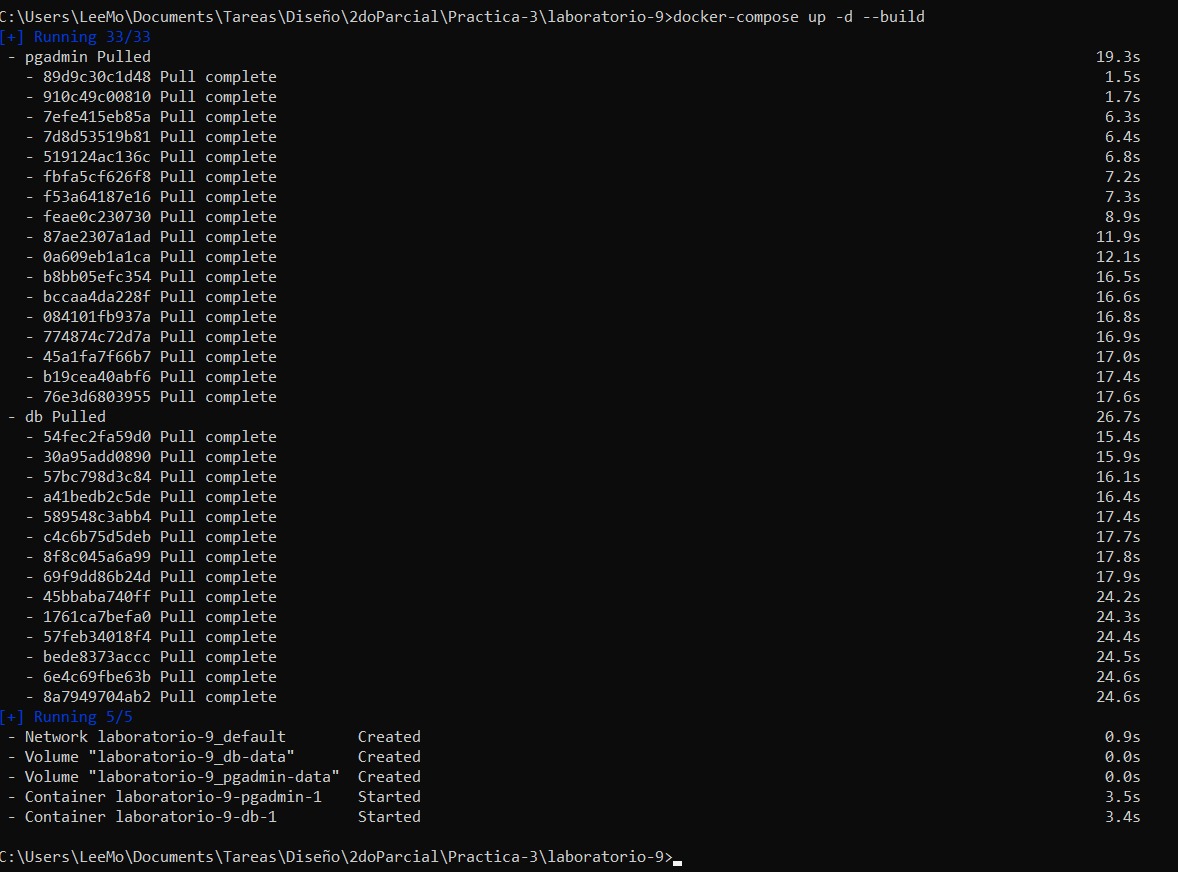 C:\Users\LeeMo\Documents\Tareas\Diseño\2doParcial\Practica-3\laboratorio-9>docker-compose up -d --build
[+] Running 33/33
- pgadmin Pulled 19.3s
- 89d9c30c1d48 Pull complete 1.5s
- 910c49c00810 Pull complete 1.7s
- 7efe415eb85a Pull complete 6.3s
- 7d8d53519b81 Pull complete 6.4s
- 519124ac136c Pull complete 6.8s
- fbfa5cf626f8 Pull complete 7.2s
- f53a64187e16 Pull complete 7.3s
- feae0c230730 Pull complete 8.9s
- 87ae2307a1ad Pull complete 11.9s
- 0a609eb1a1ca Pull complete 12.1s
- b8bb05efc354 Pull complete 16.5s
- bccaa4da228f Pull complete 16.6s
- 084101fb937a Pull complete 16.8s
- 774874c72d7a Pull complete 16.9s
- 45a1fa7f66b7 Pull complete 17.0s
- b19cea40abf6 Pull complete 17.4s
- 76e3d6803955 Pull complete 17.6s
- db Pulled 26.7s
- 54fec2fa59d0 Pull complete 15.4s
- 30a95add0890 Pull complete 15.9s
- 57bc798d3c84 Pull complete 16.1s
- a41bedb2c5de Pull complete 16.4s
- 589548c3abb4 Pull complete 17.4s
- c4c6b75d5deb Pull complete 17.7s
- 8f8c045a6a99 Pull complete 17.8s
- 69f9dd86b24d Pull complete 17.9s
- 45bbaba740ff Pull complete 24.2s
- 1761ca7befa0 Pull complete 24.3s
- 57feb34018f4 Pull complete 24.4s
- bede8373accc Pull complete 24.5s
- 6e4c69fbe63b Pull complete 24.6s
- 8a7949704ab2 Pull complete 24.6s
[+] Running 5/5
- Network laboratorio-9_default Created 0.9s
- Volume "laboratorio-9_db-data" Created 0.0s
- Volume "laboratorio-9_pgadmin-data" Created 0.0s
- Container laboratorio-9-pgadmin-1 Started 3.5s
- Container laboratorio-9-db-1 Started 3.4s
C:\Users\LeeMo\Documents\Tareas\Diseño\2doParcial\Practica-3\laboratorio-9>